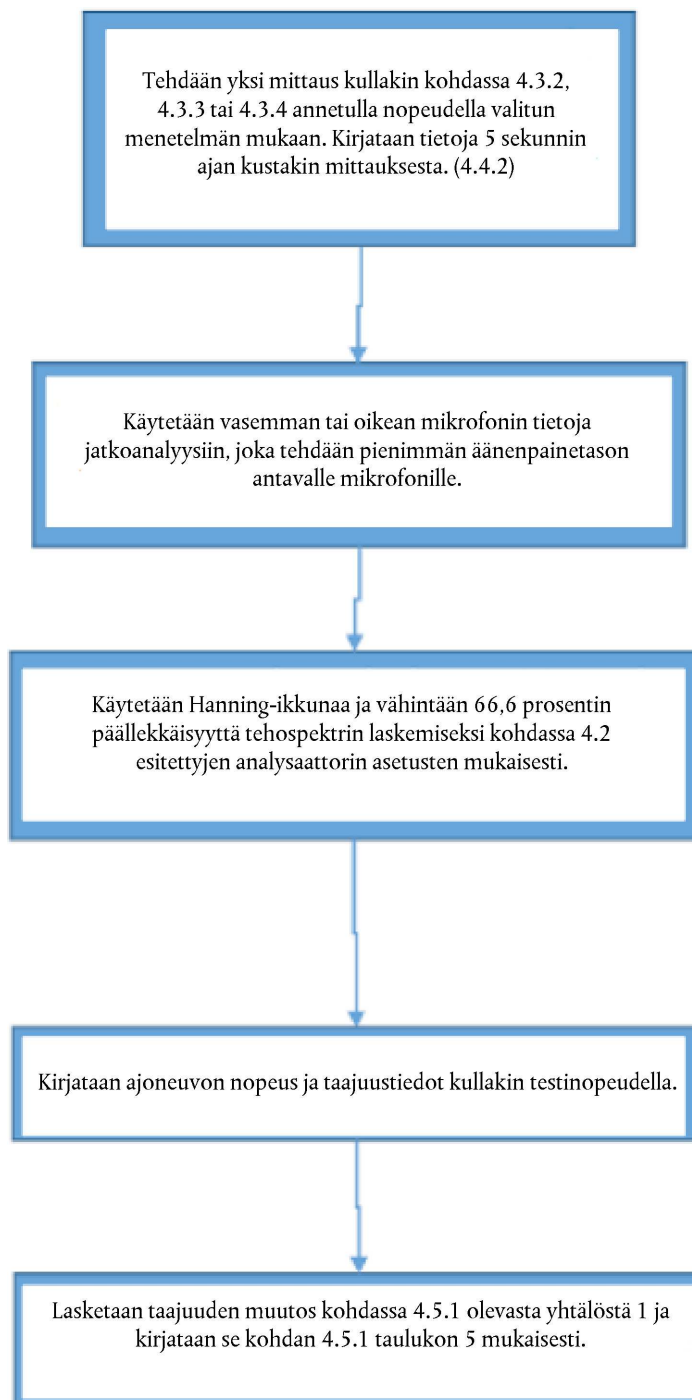 Tehdään yksi mittaus kullakin kohdassa 4.3.2,
4.3.3 tai 4.3.4 annetulla nopeudella valitun
menetelmän mukaan. Kirjataan tietoja 5 sekunnin
ajan kustakin mittauksesta. (4.4.2)
Käytetään vasemman tai oikean mikrofonin tietoja
jatkoanalyysiin, joka tehdään pienimmän äänenpainetason
antavalle mikrofonille.
Käytetään Hanning-ikkunaa ja vähintään 66,6 prosentin
päällekkäisyyttä tehospektrin laskemiseksi kohdassa 4.2
esitettyjen analysaattorin asetusten mukaisesti.
Kirjataan ajoneuvon nopeus ja taajuustiedot kullakin testinopeudella.
Lasketaan taajuuden muutos kohdassa 4.5.1 olevasta yhtälöstä 1 ja
kirjataan se kohdan 4.5.1 taulukon 5 mukaisesti.